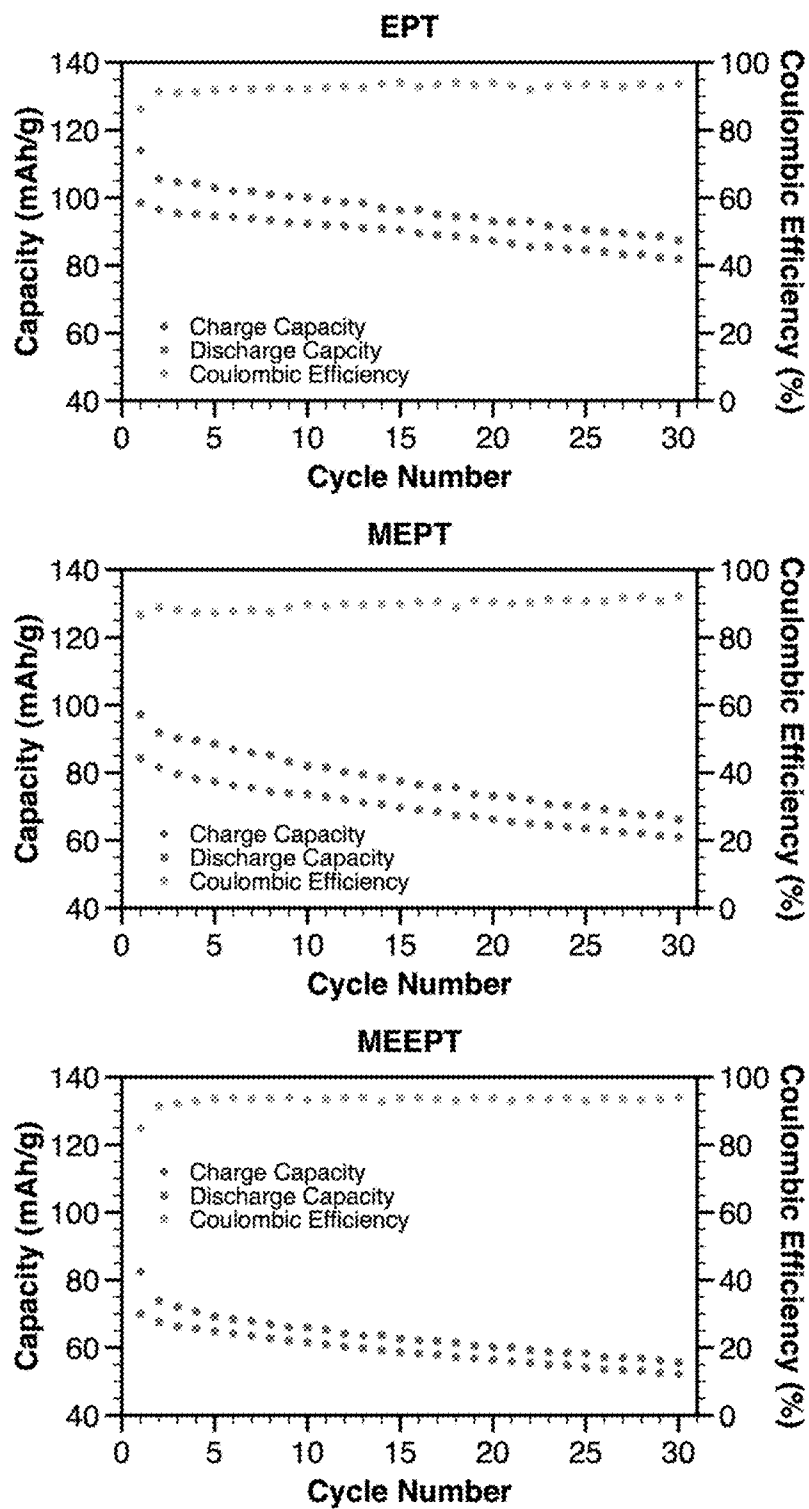 EPT
140
120
100
80
60
40
Capacity (mAh/g)
100
80
60
40
20
0
Coulombic Efficiency (%)
Charge Capacity
Discharge Capcity
Coulombic Efficiency
0 5 10 15 20 25 30
Cycle Number
MEPT
140
120
100
80
60
40
Capacity (mAh/g)
100
80
60
40
20
0
Coulombic Efficiency (%)
Charge Capacity
Discharge Capacity
Coulombic Efficiency
0 5 10 15 20 25 30
Cycle Number
MEEPT
140
120
100
80
60
40
Capacity (mAh/g)
100
80
60
40
20
0
Coulombic Efficiency (%)
Charge Capacity
Discharge Capacity
Coulombic Efficiency
0 5 10 15 20 25 30
Cycle Number